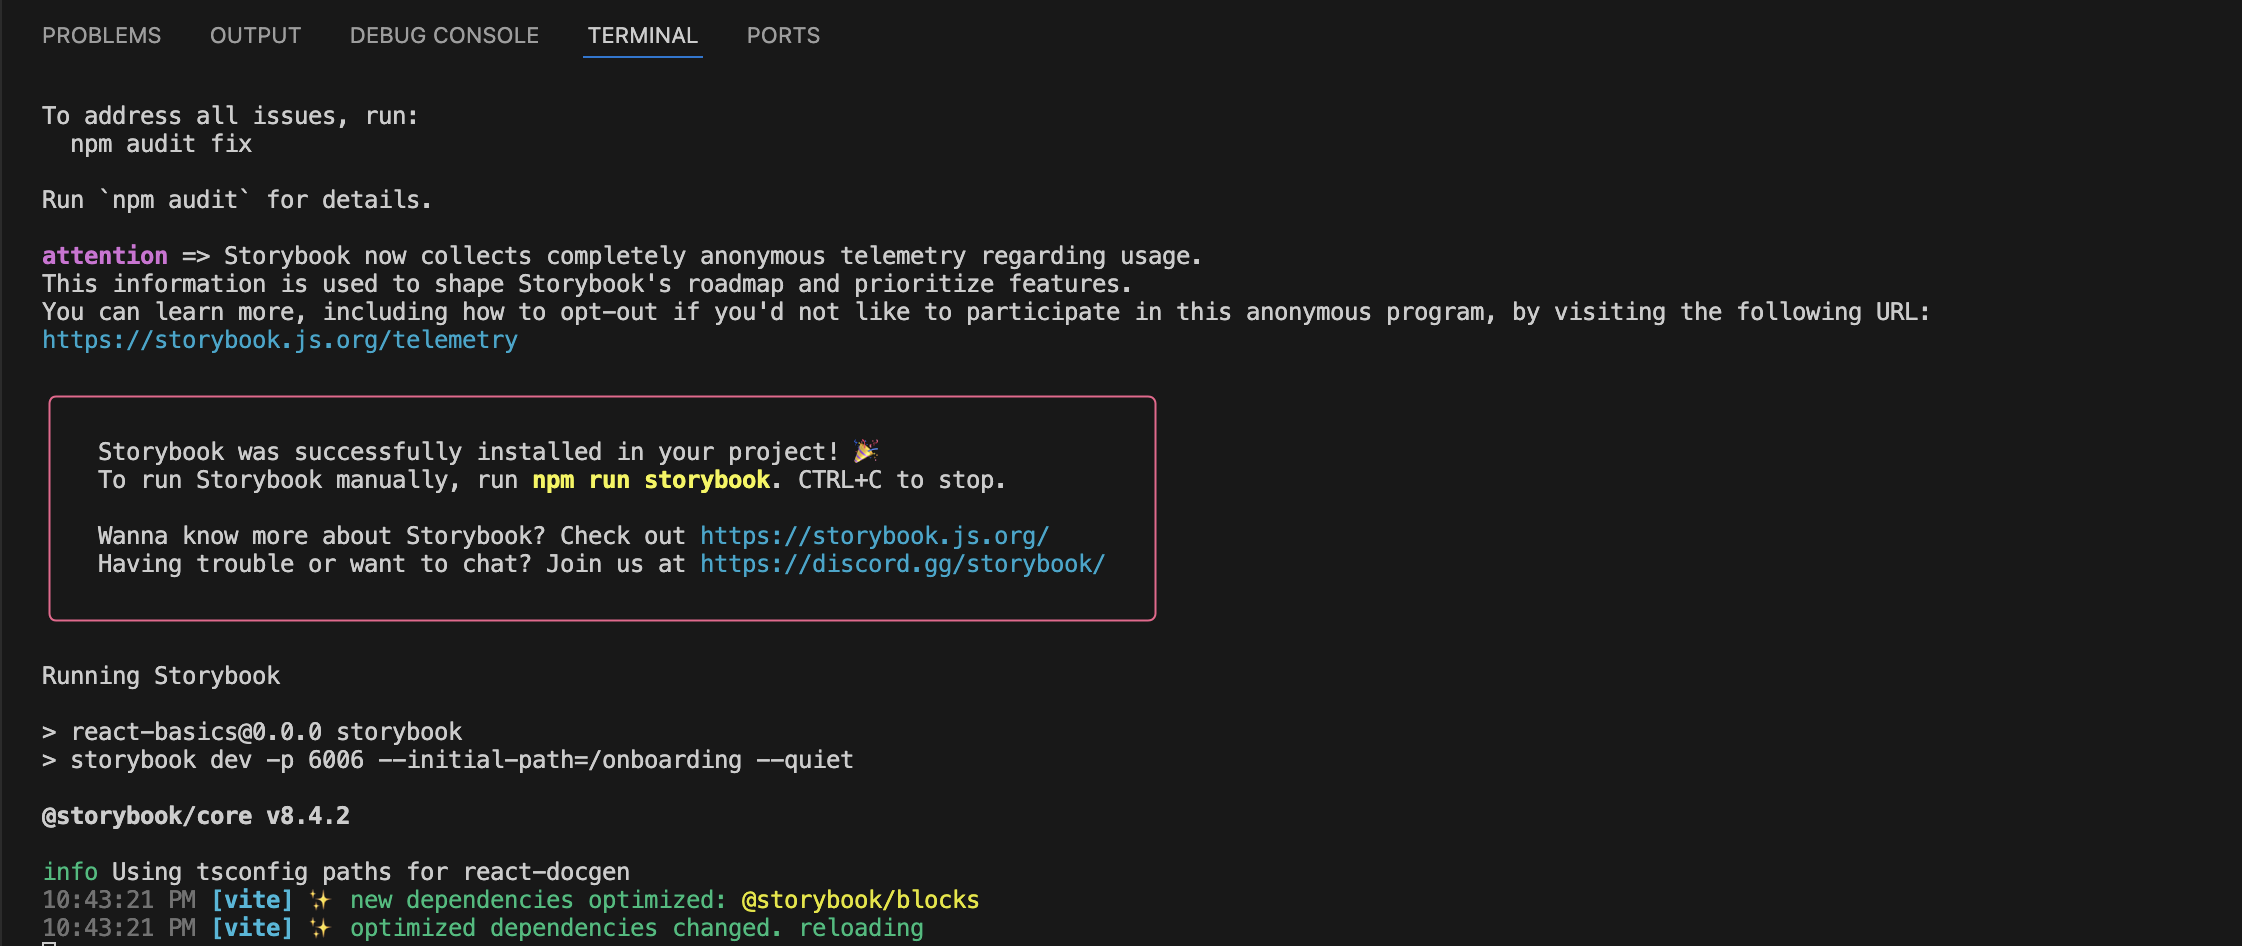 PROBLEMS OUTPUT DEBUG CONSOLE TERMINAL PORTS
To address all issues, run:
npm audit fix
Run `npm audit` for details.
attention => Storybook now collects completely anonymous telemetry regarding usage.
This information is used to shape Storybook's roadmap and prioritize features.
You can learn more, including how to opt-out if you'd not like to participate in this anonymous program, by visiting the following URL:
https://storybook.js.org/telemetry
Storybook was successfully installed in your project! 🎉
To run Storybook manually, run npm run storybook. CTRL+C to stop.
Wanna know more about Storybook? Check out https://storybook.js.org/
Having trouble or want to chat? Join us at https://discord.gg/storybook/
Running Storybook
> react-basics@0.0.0 storybook
> storybook dev -p 6006 --initial-path=/onboarding --quiet
@storybook/core v8.4.2
info Using tsconfig paths for react-docgen
10:43:21 PM [vite] ✨ new dependencies optimized: @storybook/blocks
10:43:21 PM [vite] ✨ optimized dependencies changed. reloading